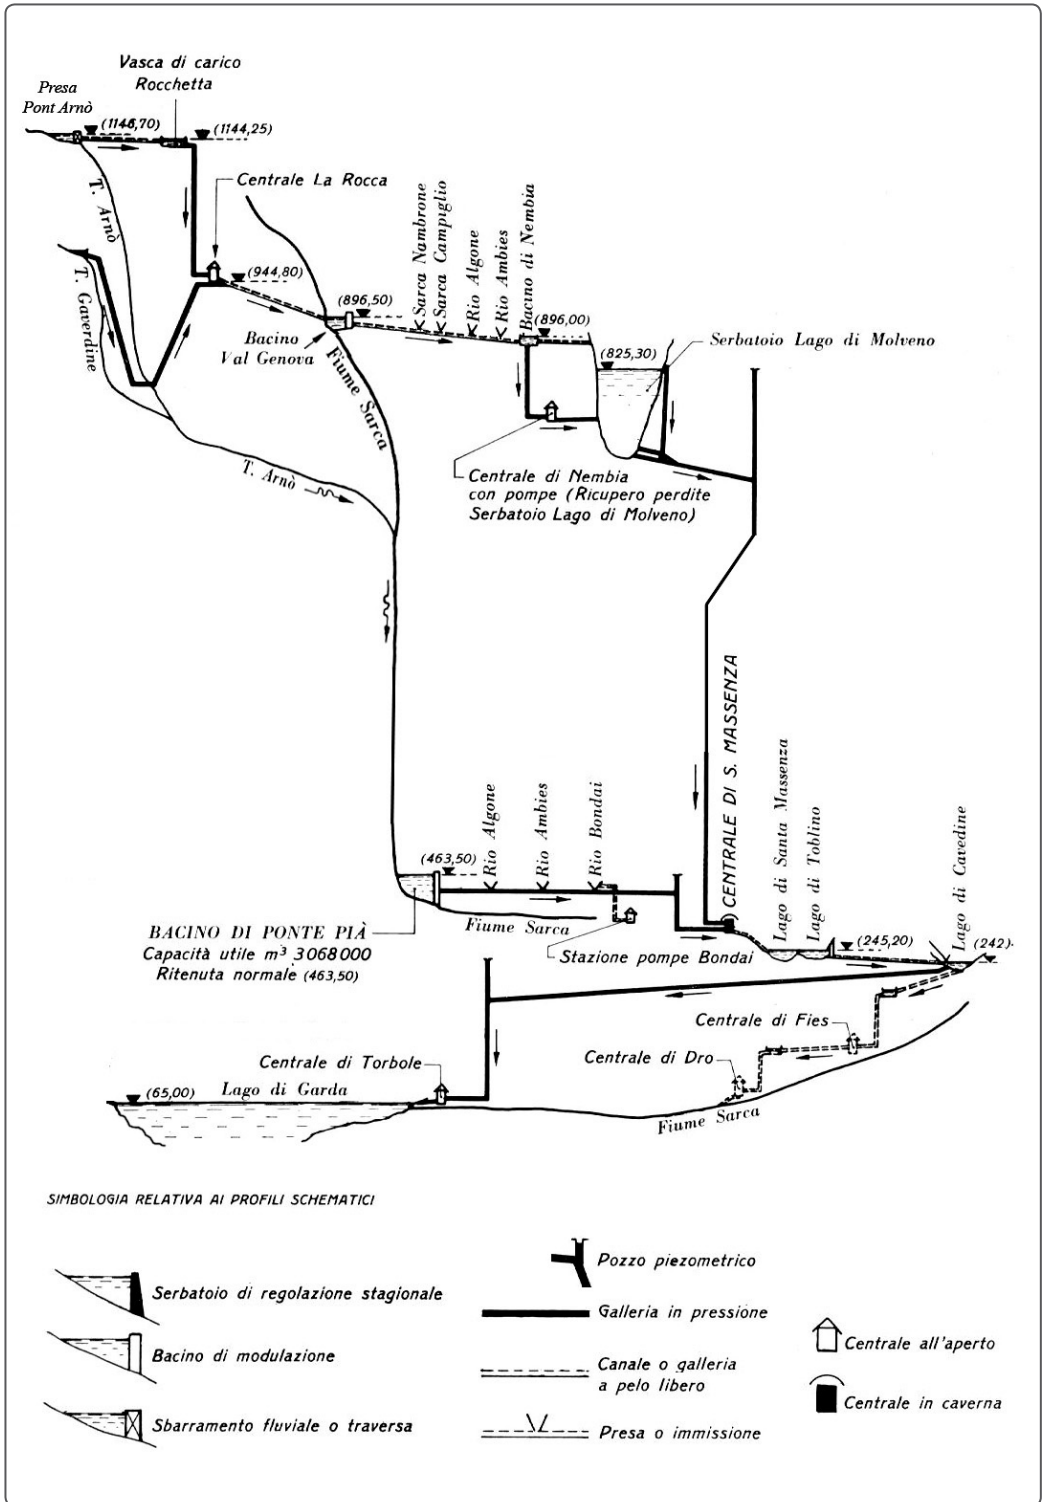 Vasca di carico
Rocchetta
Presa
Pont Arnò
(1146,70)
(1144,25)
Centrale La Rocca
T. Arnò
T. Gaverdine
(944,80)
(896,50)
Bacino
Val Genova
Fiume Sarca
Sarca Nambrone
Sarca Campiglio
Rio Algone
Rio Ambies
Bacino di Nembia
(896,00)
(825,30)
Serbatoio Lago di Molveno
Centrale di Nembia
con pompe (Ricupero perdite
Serbatoio Lago di Molveno)
T. Arnò
CENTRALE DI S. MASSENZA
Lago di Santa Massenza
Lago di Toblino
Lago di Cavedine
(463,50)
Rio Algone
Rio Ambies
Rio Bondai
BACINO DI PONTE PIÀ
Capacità utile m³ 3068000
Ritenuta normale (463,50)
Fiume Sarca
Stazione pompe Bondai
(245,20)
(242)
Centrale di Fies
Centrale di Dro
Centrale di Torbole
(65,00)
Lago di Garda
Fiume Sarca
SIMBOLOGIA RELATIVA AI PROFILI SCHEMATICI
Serbatoio di regolazione stagionale
Bacino di modulazione
Sbarramento fluviale o traversa
Pozzo piezometrico
Galleria in pressione
Canale o galleria
a pelo libero
Presa o immissione
Centrale all'aperto
Centrale in caverna